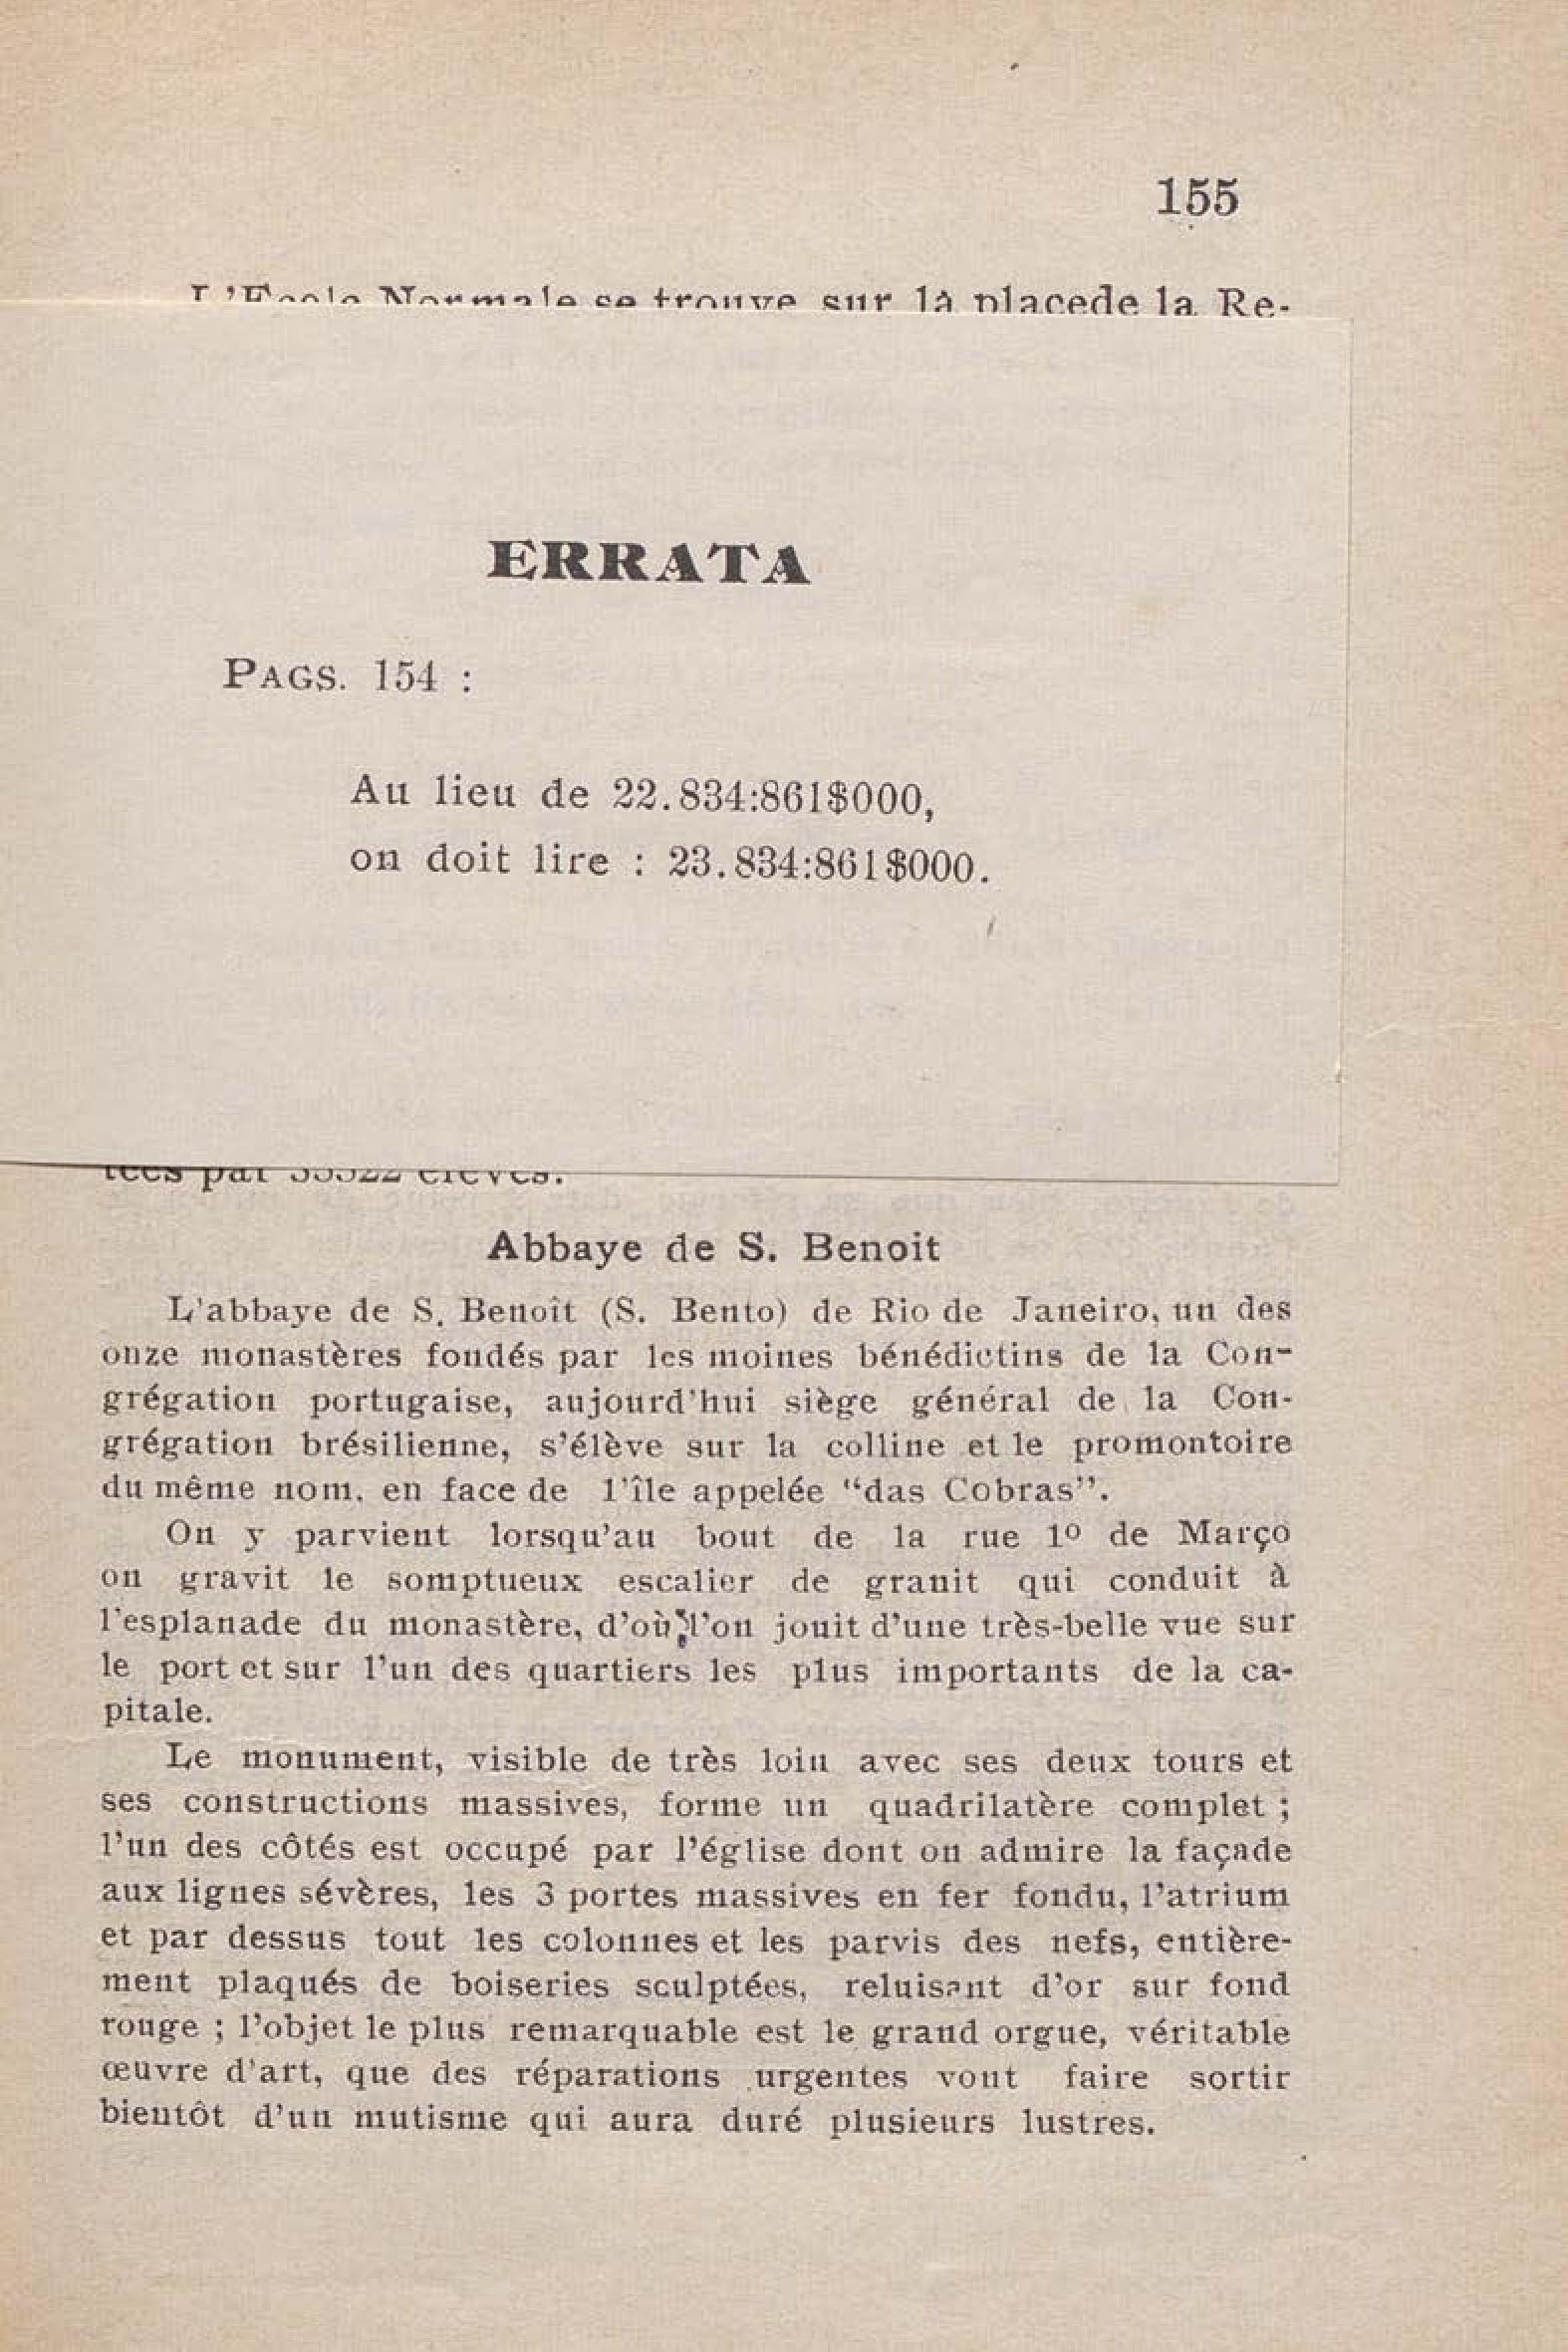 155
L'Ecole Normale se trouve sur la placede la Re-
ERRATA
PAGS. 154 :
Au lieu de 22.834:861$000,
on doit lire : 23.834:861$000.
tées par élèves.
Abbaye de S. Benoit
L'abbaye de S. Benoît (S. Bento) de Rio de Janeiro, un des
onze monastères fondés par les moines bénédictins de la Con-
grégation portugaise, aujourd'hui siège général de la Con-
grégation brésilienne, s'élève sur la colline et le promontoire
du même nom. en face de l'île appelée “das Cobras”.
On y parvient lorsqu'au bout de la rue 1º de Março
on gravit le somptueux escalier de granit qui conduit à
l'esplanade du monastère, d'où l'on jouit d'une très-belle vue sur
le port et sur l'un des quartiers les plus importants de la ca-
pitale.
Le monument, visible de très loin avec ses deux tours et
ses constructions massives, forme un quadrilatère complet ;
l'un des côtés est occupé par l'église dont on admire la façade
aux lignes sévères, les 3 portes massives en fer fondu, l'atrium
et par dessus tout les colonnes et les parvis des nefs, entière-
ment plaqués de boiseries sculptées, reluisant d'or sur fond
rouge ; l'objet le plus remarquable est le grand orgue, véritable
œuvre d'art, que des réparations urgentes vont faire sortir
bientôt d'un mutisme qui aura duré plusieurs lustres.